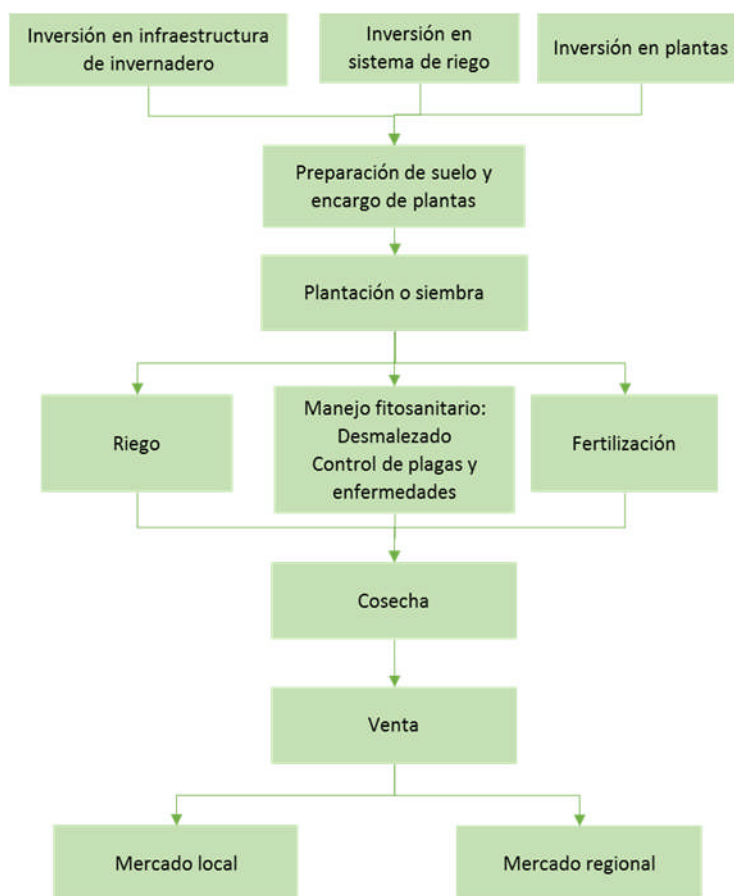 Inversión en infraestructura
de invernadero
Inversión en
sistema de riego
Inversión en plantas
Preparación de suelo y
encargo de plantas
Plantación o siembra
Riego
Manejo fitosanitario:
Desmalezado
Control de plagas y
enfermedades
Fertilización
Cosecha
Venta
Mercado local
Mercado regional